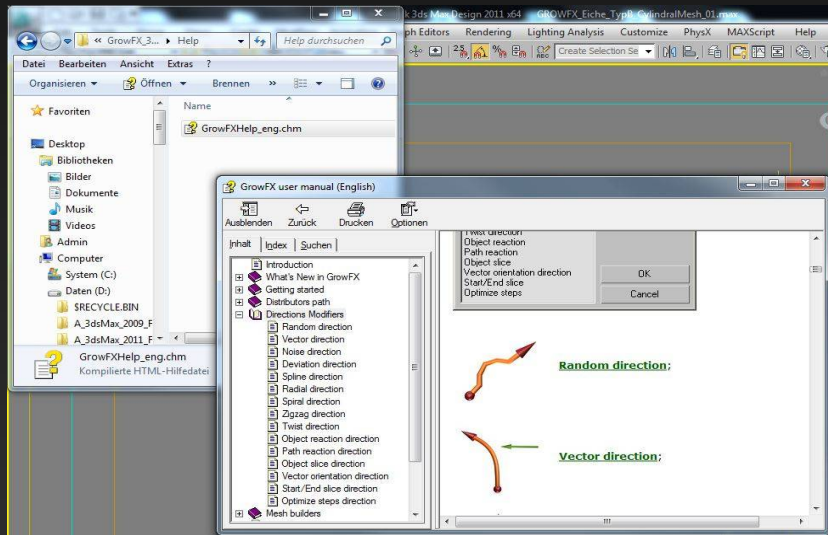 k 3ds Max Design 2011 x64 GROWFX_Eiche_TypB_CylindralMesh_01.max
ph Editors Rendering Lighting Analysis Customize PhysX MAXScript Help
Create Selection Se
« GrowFX_3... ▸ Help
Help durchsuchen
Datei Bearbeiten Ansicht Extras ?
Organisieren Öffnen Brennen »
Favoriten
Desktop
Bibliotheken
Bilder
Dokumente
Musik
Videos
Admin
Computer
System (C:)
Daten (D:)
$RECYCLE.BIN
A_3dsMax_2009_F
A_3dsMax_2011_F
Name
GrowFXHelp_eng.chm
GrowFXHelp_eng.chm
Kompilierte HTML-Hilfedatei
GrowFX user manual (English)
Ausblenden Zurück Drucken Optionen
Inhalt Index Suchen
Introduction
What's New in GrowFX
Getting started
Distributors path
Directions Modifiers
Random direction
Vector direction
Noise direction
Deviation direction
Spline direction
Radial direction
Spiral direction
Zigzag direction
Twist direction
Object reaction direction
Path reaction direction
Object slice direction
Vector orientation direction
Start/End slice direction
Optimize steps direction
Mesh builders
Twist direction
Object reaction
Path reaction
Object slice
Vector orientation direction
Start/End slice
Optimize steps
OK
Cancel
Random direction;
Vector direction;